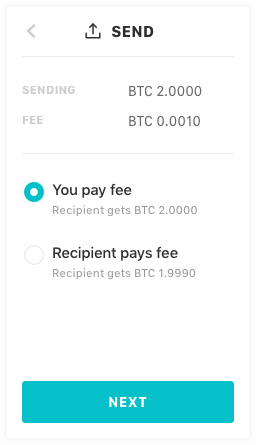 SEND
SENDING BTC 2.0000
FEE BTC 0.0010
You pay fee
Recipient gets BTC 2.0000
Recipient pays fee
Recipient gets BTC 1.9990
NEXT